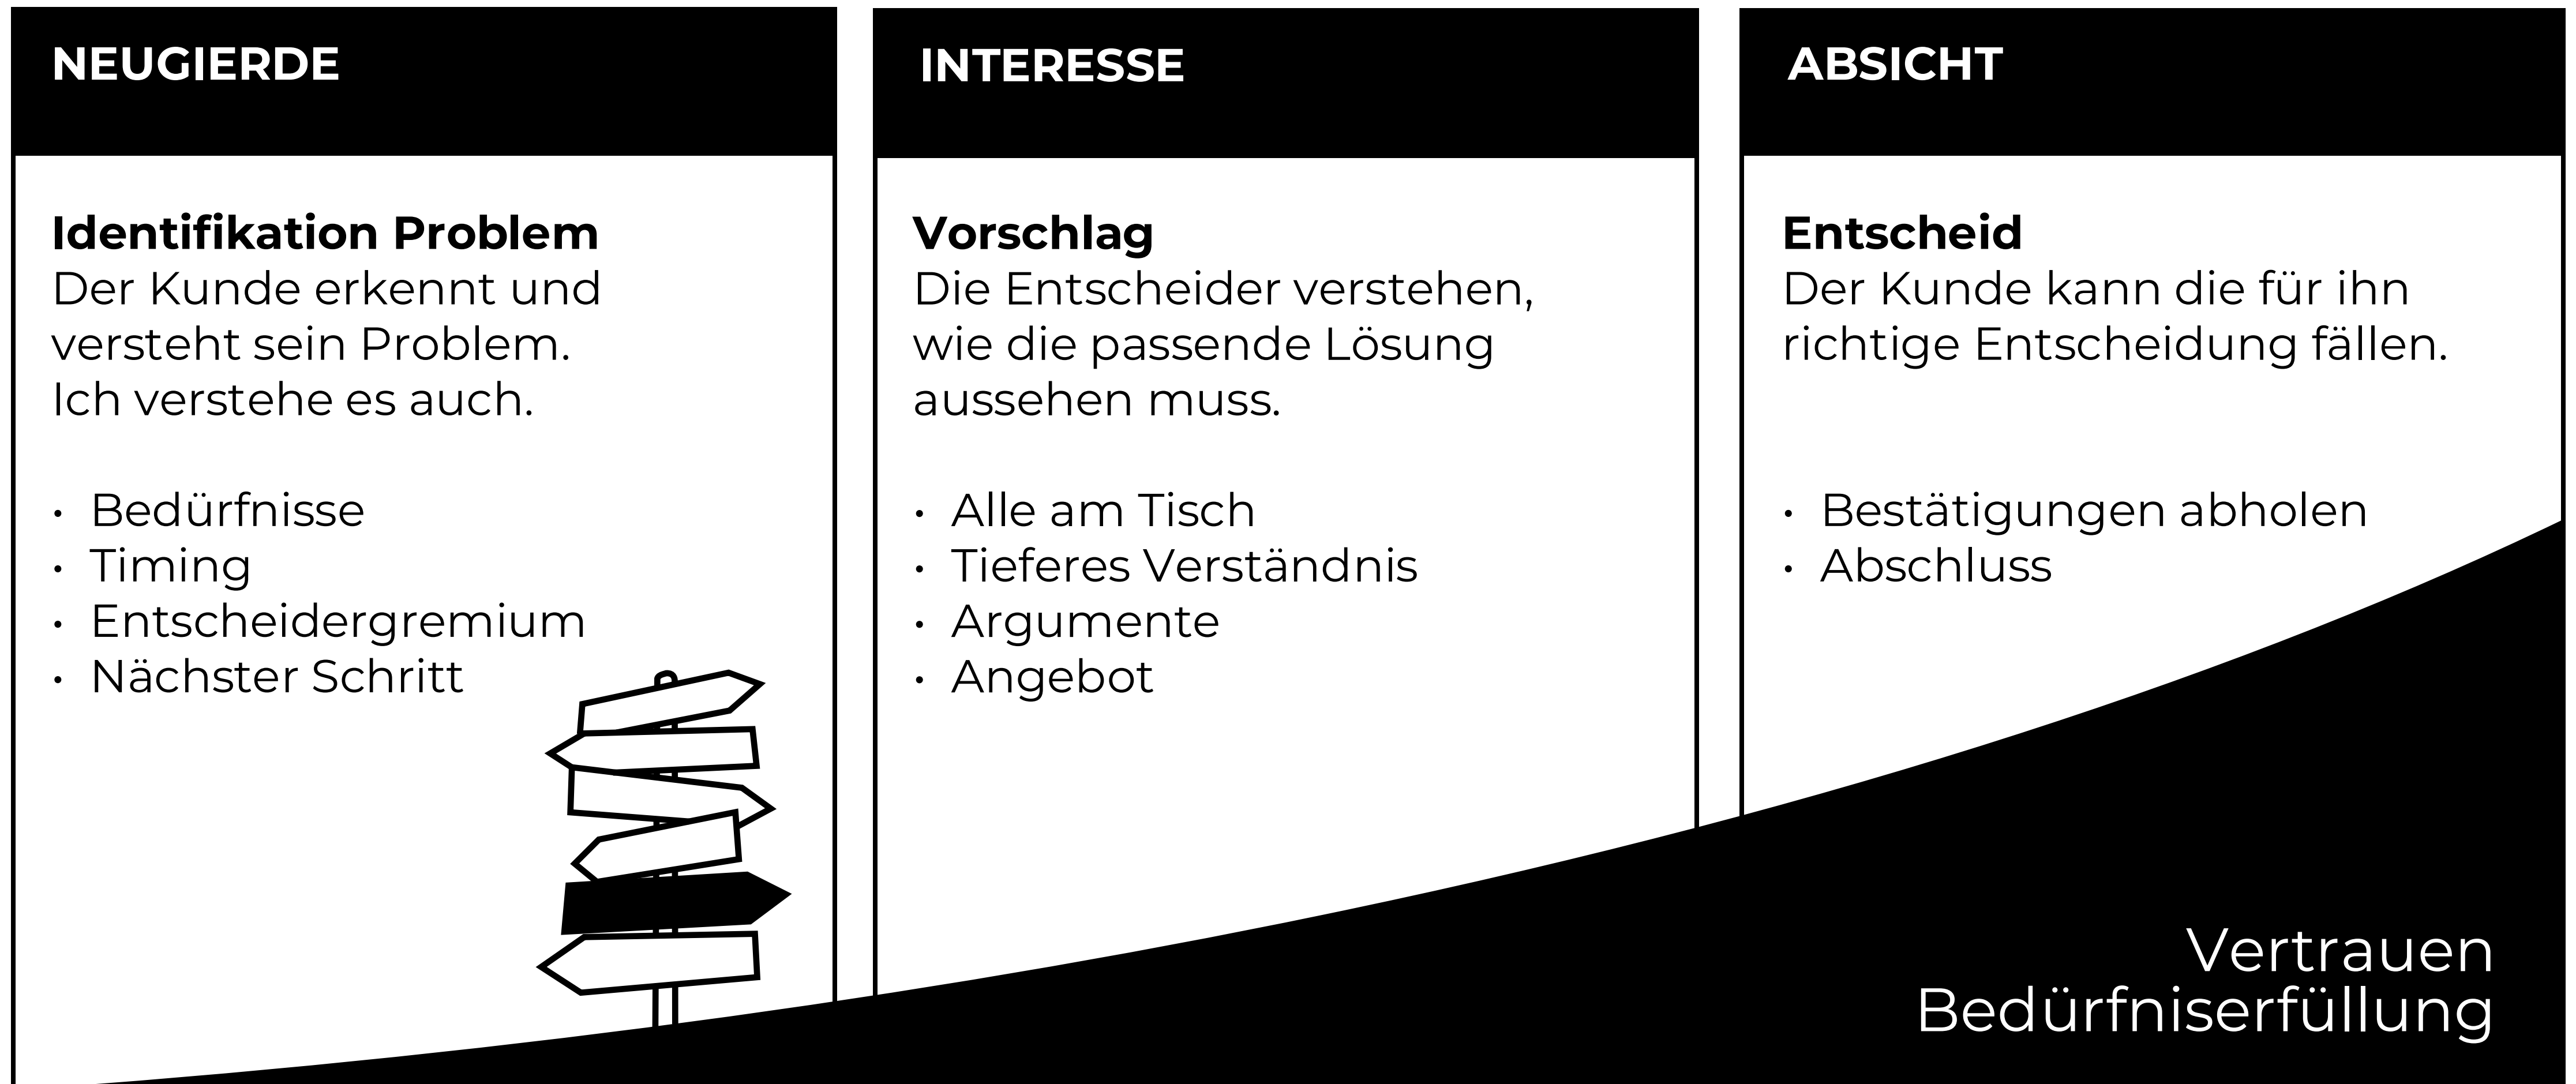 NEUGIERDE
Identifikation Problem
Der Kunde erkennt und
versteht sein Problem.
Ich verstehe es auch.
• Bedürfnisse
• Timing
• Entscheidergremium
• Nächster Schritt
INTERESSE
Vorschlag
Die Entscheider verstehen,
wie die passende Lösung
aussehen muss.
• Alle am Tisch
• Tieferes Verständnis
• Argumente
• Angebot
ABSICHT
Entscheid
Der Kunde kann die für ihn
richtige Entscheidung fällen.
• Bestätigungen abholen
• Abschluss
Vertrauen
Bedürfniserfüllung